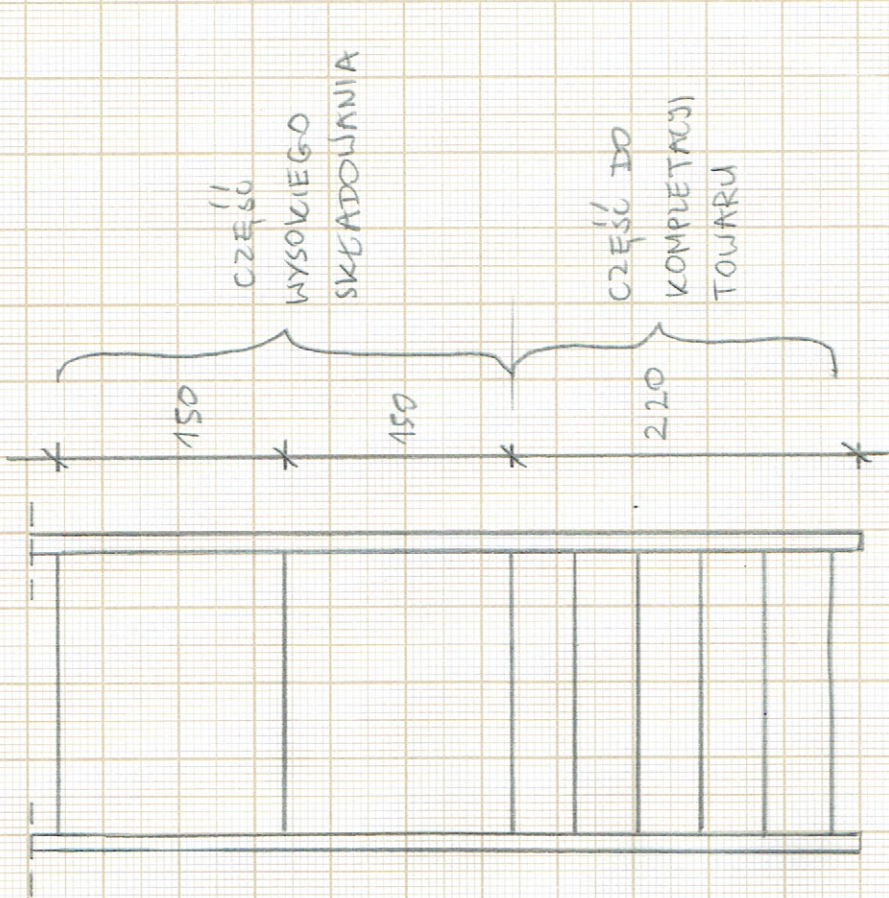 CZĘŚĆ
WYSOKIEGO
SKŁADOWANIA
CZĘŚĆ DO
KOMPLETACJI
TOWARU
150
150
220